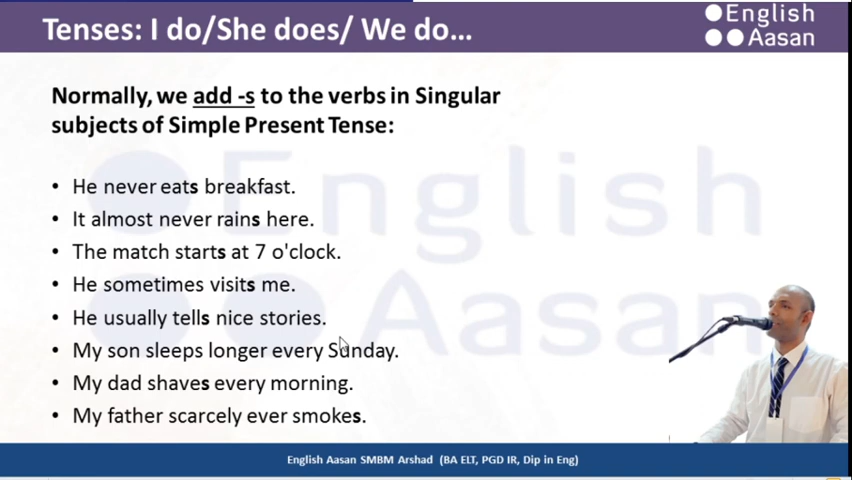 Tenses: I do/She does/ We do...
English
Aasan
Normally, we add -s to the verbs in Singular
subjects of Simple Present Tense:
• He never eats breakfast.
• It almost never rains here.
• The match starts at 7 o'clock.
• He sometimes visits me.
• He usually tells nice stories.
• My son sleeps longer every Sunday.
• My dad shaves every morning.
• My father scarcely ever smokes.
English
Aasan
English Aasan SMBM Arshad (BA ELT, PGD IR, Dip in Eng)